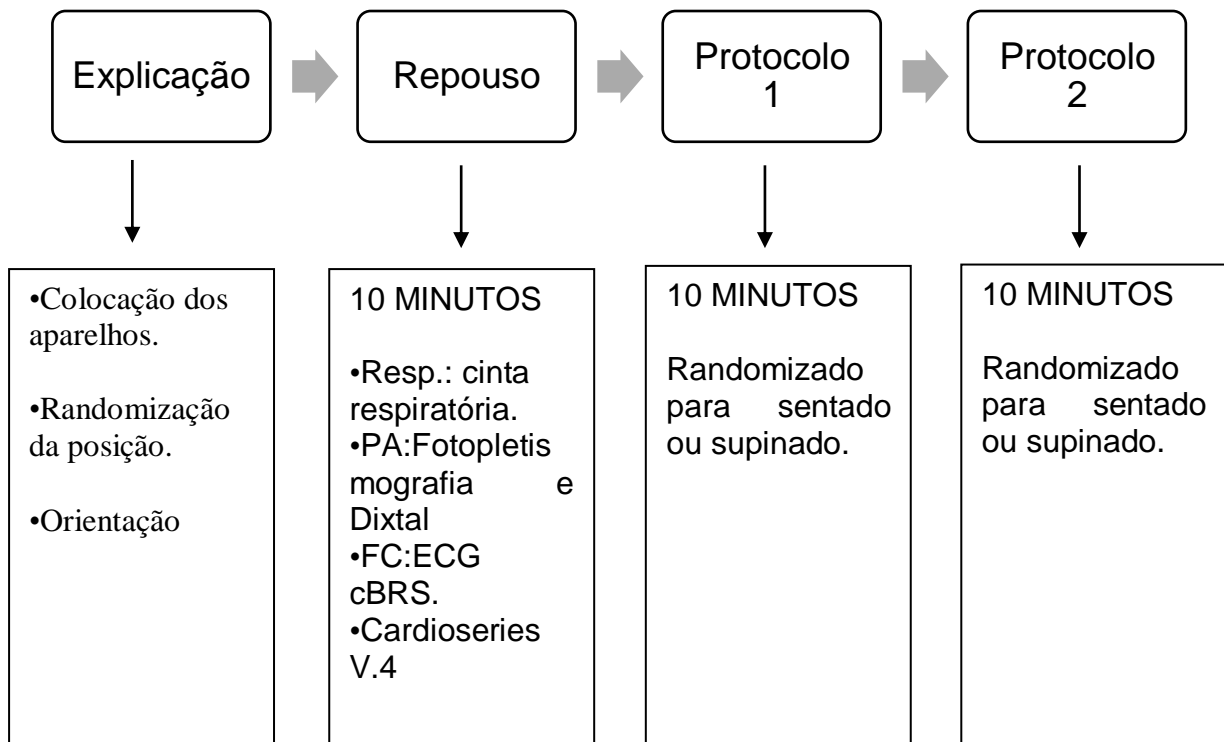 Explicação
Repouso
Protocolo
1
Protocolo
2
•Colocação dos
aparelhos.
•Randomização
da posição.
•Orientação
10 MINUTOS
•Resp.: cinta
respiratória.
•PA:Fotopletis
mografia e
Dixtal
•FC:ECG
cBRS.
•Cardioseries
V.4
10 MINUTOS
Randomizado
para sentado
ou supinado.
10 MINUTOS
Randomizado
para sentado
ou supinado.